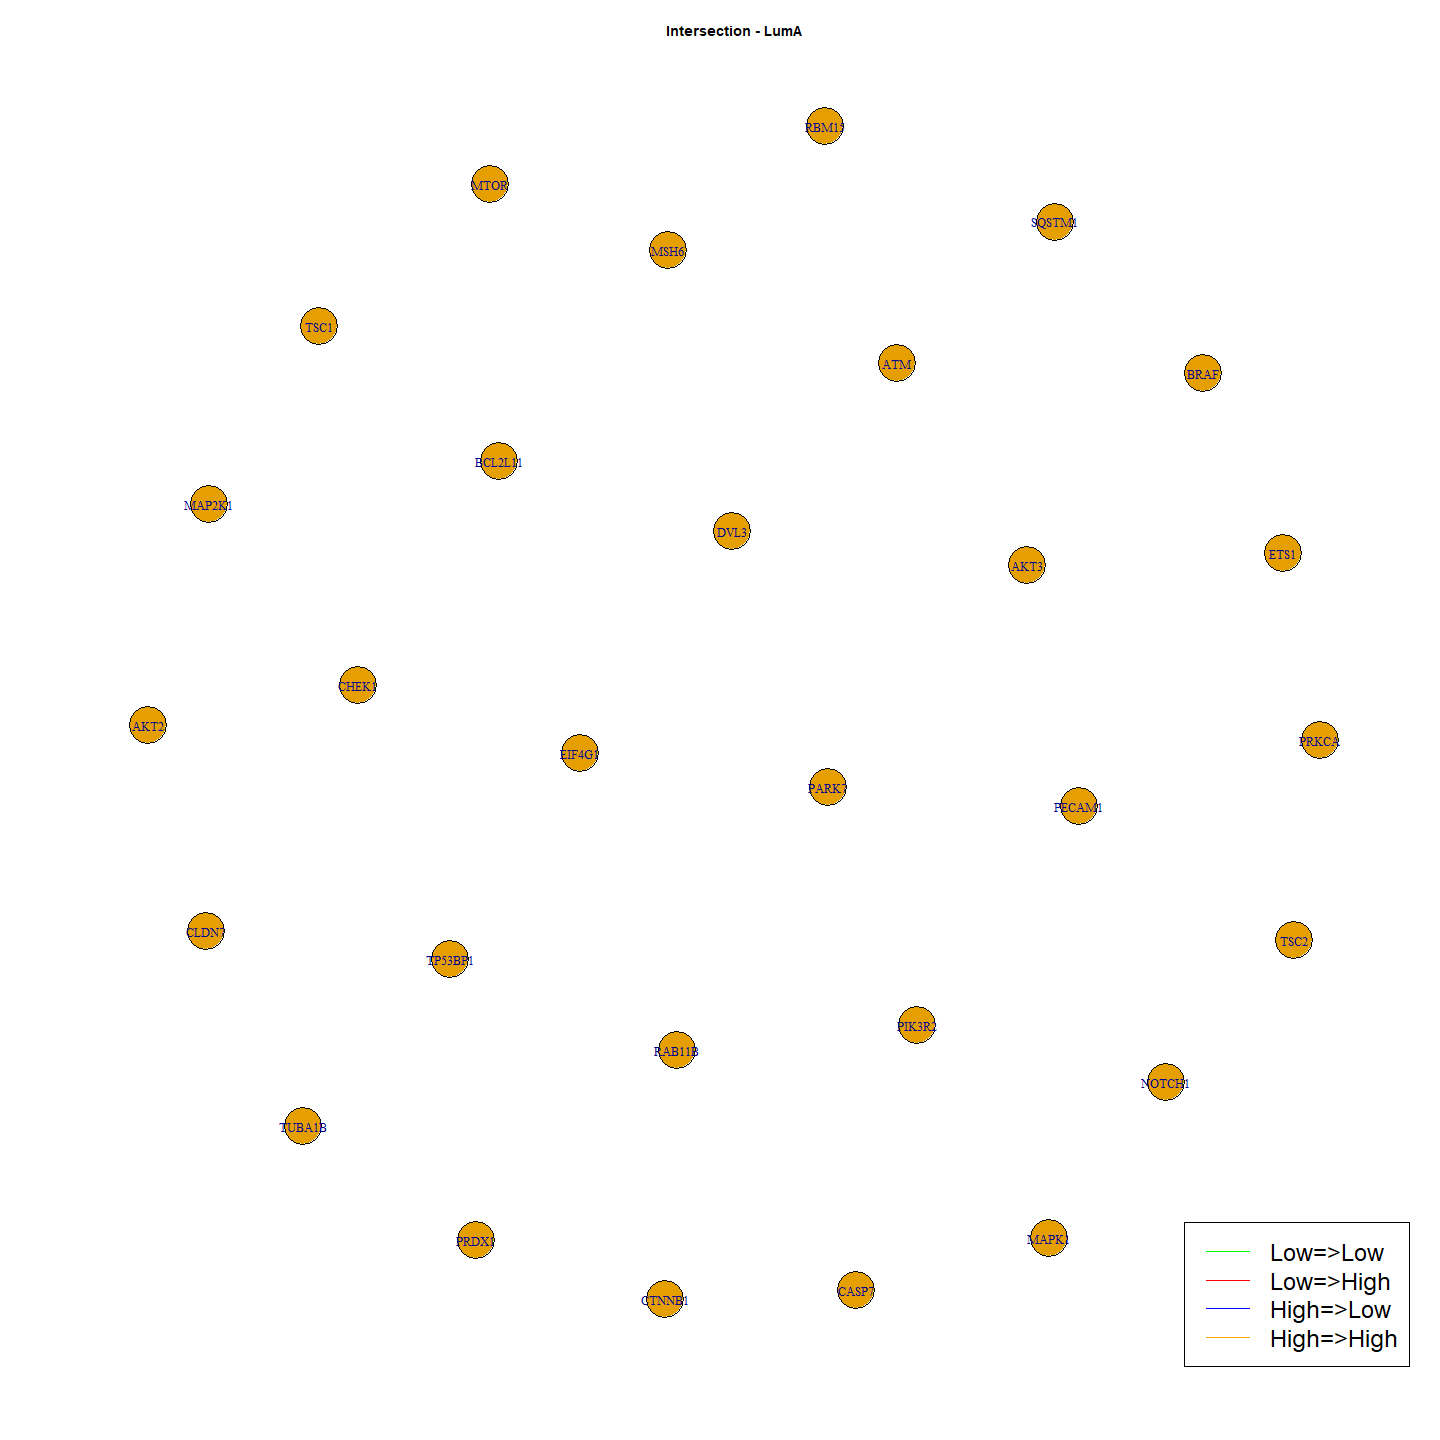 Intersection - LumA
RBM15
MTOR
SQSTM1
MSH6
TSC1
ATM
BRAF
BCL2L11
MAP2K1
DVL3
ETS1
AKT3
CHEK1
AKT2
PRKCA
EIF4G1
PARK7
PECAM1
CLDN7
TSC2
TP53BP1
PIK3R2
RAB11B
NOTCH1
TUBA1B
MAPK1
PRDX1
CASP7
CTNNB1
Low=>Low
Low=>High
High=>Low
High=>High